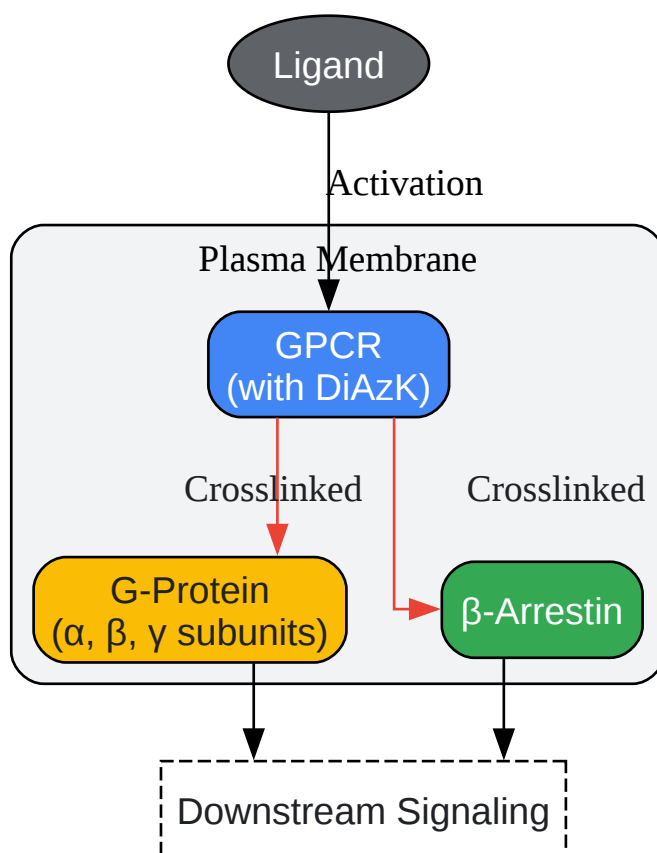 Ligand
Activation
Plasma Membrane
GPCR
(with DiAzK)
Crosslinked
Crosslinked
G-Protein
(α, β, γ subunits)
β-Arrestin
Downstream Signaling